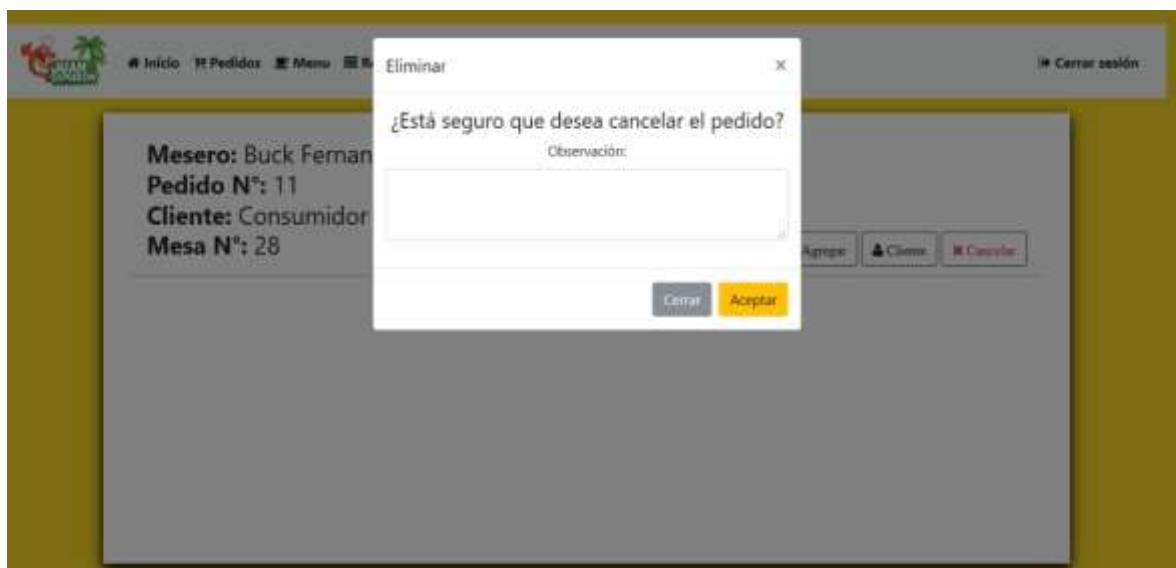 Inicio Pedidos Menu
Cerrar sesión
Eliminar
×
¿Está seguro que desea cancelar el pedido?
Observación:
Mesero: Buck Fernan
Pedido N°: 11
Cliente: Consumidor
Mesa N°: 28
Agregar Cliente Cancelar
Cerrar Aceptar